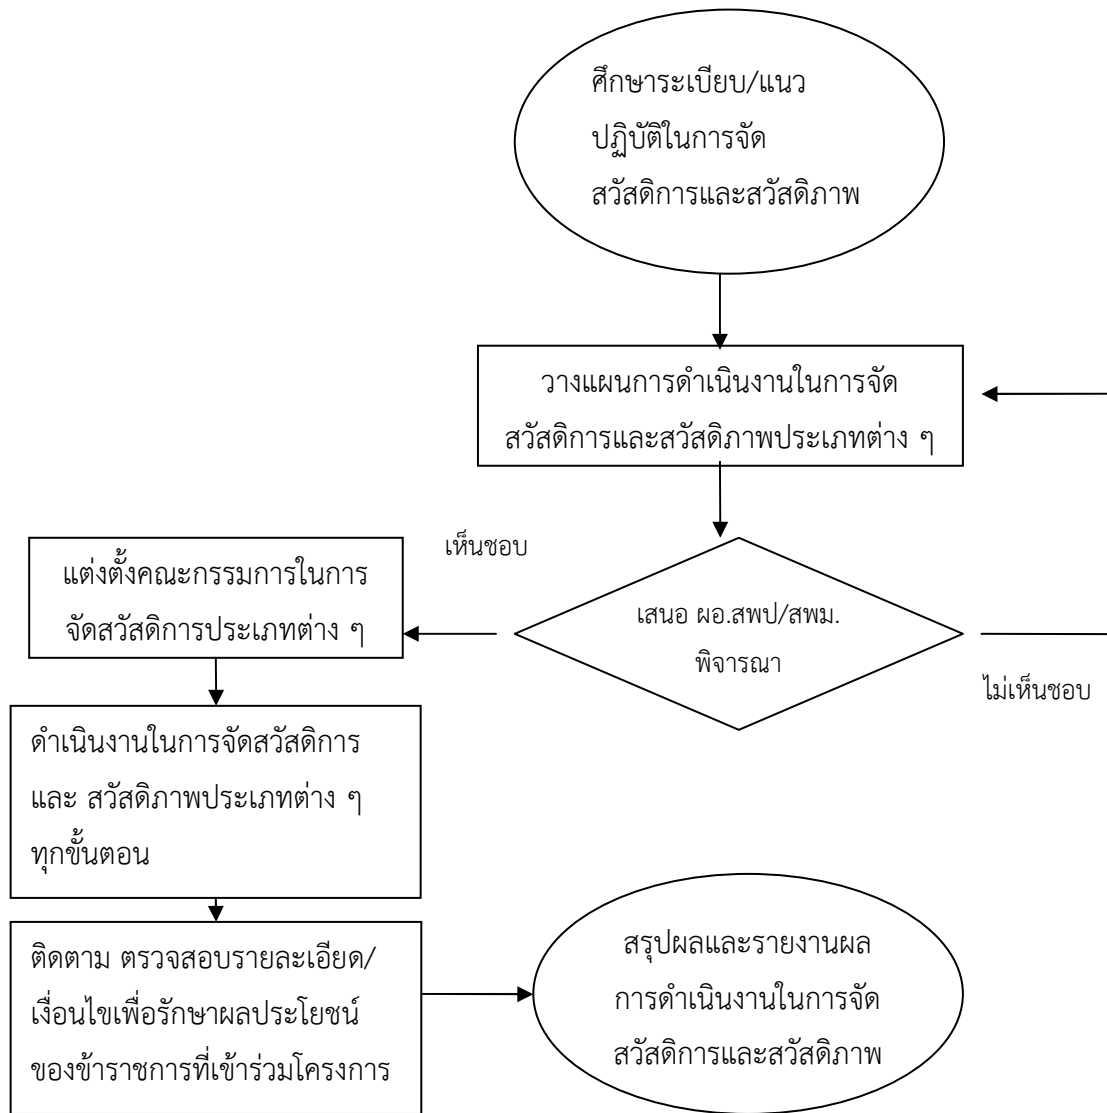 ศึกษาระเบียบ/แนว
ปฏิบัติในการจัด
สวัสดิการและสวัสดิภาพ
วางแผนการดำเนินงานในการจัด
สวัสดิการและสวัสดิภาพประเภทต่าง ๆ
เห็นชอบ
แต่งตั้งคณะกรรมการในการ
จัดสวัสดิการประเภทต่าง ๆ
เสนอ ผอ.สพป/สพม.
พิจารณา
ไม่เห็นชอบ
ดำเนินงานในการจัดสวัสดิการ
และ สวัสดิภาพประเภทต่าง ๆ
ทุกขั้นตอน
ติดตาม ตรวจสอบรายละเอียด/
เงื่อนไขเพื่อรักษาผลประโยชน์
ของข้าราชการที่เข้าร่วมโครงการ
สรุปผลและรายงานผล
การดำเนินงานในการจัด
สวัสดิการและสวัสดิภาพ